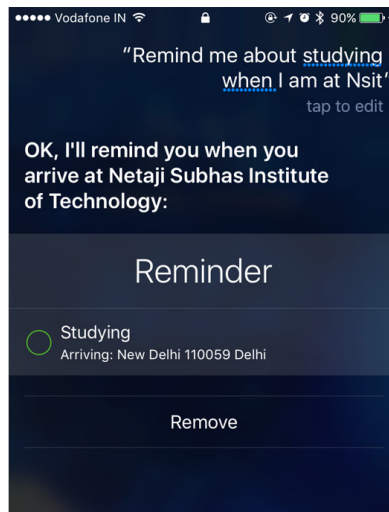 Vodafone IN 90%
"Remind me about studying
when I am at Nsit"
tap to edit
OK, I'll remind you when you
arrive at Netaji Subhas Institute
of Technology:
Reminder
Studying
Arriving: New Delhi 110059 Delhi
Remove